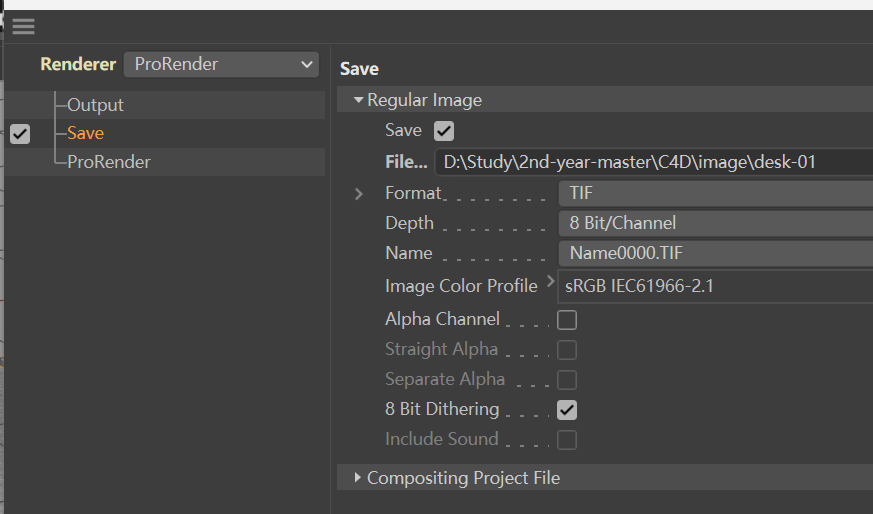 Renderer ProRender
Output
Save
ProRender
Save
Regular Image
Save
File... D:\Study\2nd-year-master\C4D\image\desk-01
Format TIF
Depth 8 Bit/Channel
Name Name0000.TIF
Image Color Profile sRGB IEC61966-2.1
Alpha Channel
Straight Alpha
Separate Alpha
8 Bit Dithering
Include Sound
Compositing Project File